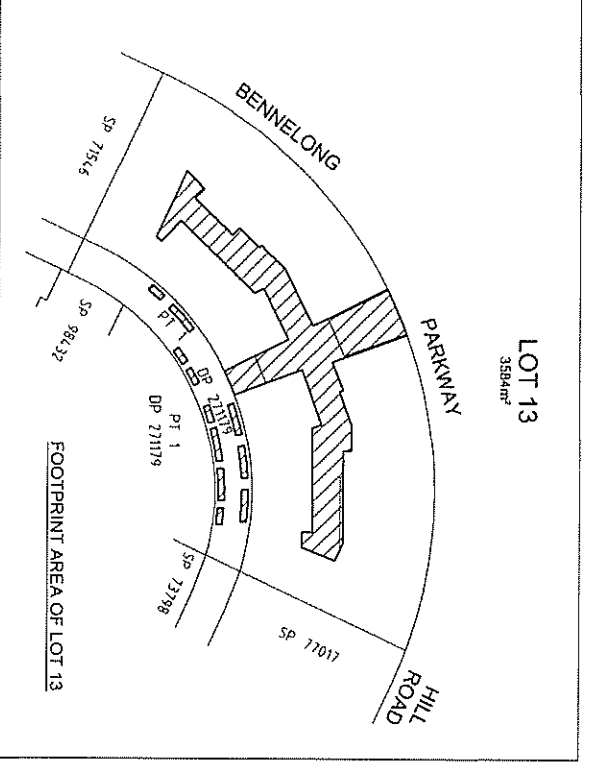 LOT 13
3584m²
BENNELONG
PARKWAY
SP 71546
SP 98432
PT 1
DP 271179
PT 1
DP 271179
SP 73798
SP 77017
HILL
ROAD
FOOTPRINT AREA OF LOT 13